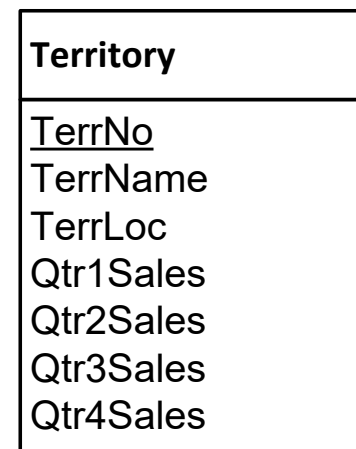 Territory
TerrNo
TerrName
TerrLoc
Qtr1Sales
Qtr2Sales
Qtr3Sales
Qtr4Sales